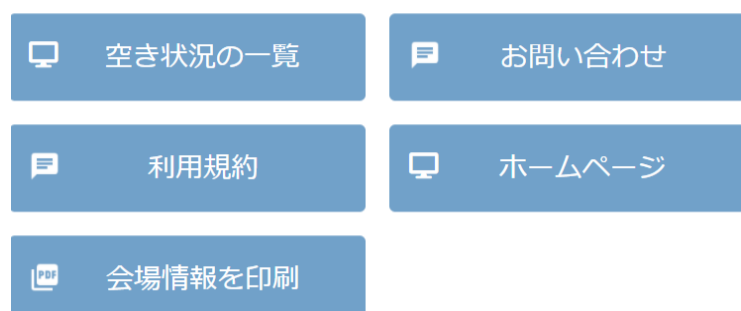 空き状況の一覧
お問い合わせ
利用規約
ホームページ
PDF
会場情報を印刷